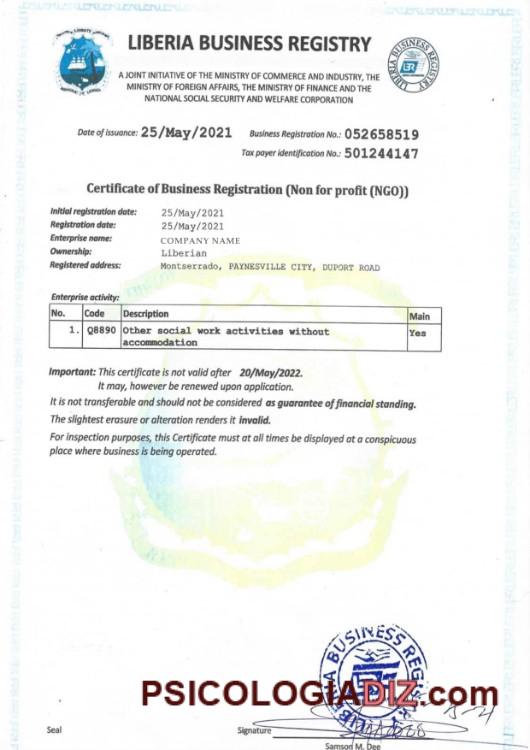 LIBERIA BUSINESS REGISTRY
A JOINT INITIATIVE OF THE MINISTRY OF COMMERCE AND INDUSTRY, THE
MINISTRY OF FOREIGN AFFAIRS, THE MINISTRY OF FINANCE AND THE
NATIONAL SOCIAL SECURITY AND WELFARE CORPORATION
Date of issuance: 25/May/2021 Business Registration No.: 052658519
Tax payer identification No.: 501244147
Certificate of Business Registration (Non for profit (NGO))
Initial registration date: 25/May/2021
Registration date: 25/May/2021
Enterprise name: COMPANY NAME
Ownership: Liberian
Registered address: Montserrado, PAYNESVILLE CITY, DUPORT ROAD
Enterprise activity:
No. Code Description Main
1. Q8890 Other social work activities without Yes
accommodation
Important: This certificate is not valid after 20/May/2022.
It may, however be renewed upon application.
It is not transferable and should not be considered as guarantee of financial standing.
The slightest erasure or alteration renders it invalid.
For inspection purposes, this Certificate must at all times be displayed at a conspicuous
place where business is being operated.
BUSINESS REGISTRY
LIBERIA
PSICOLOGIADIZ.com
Seal Signature
Samson M. Dee